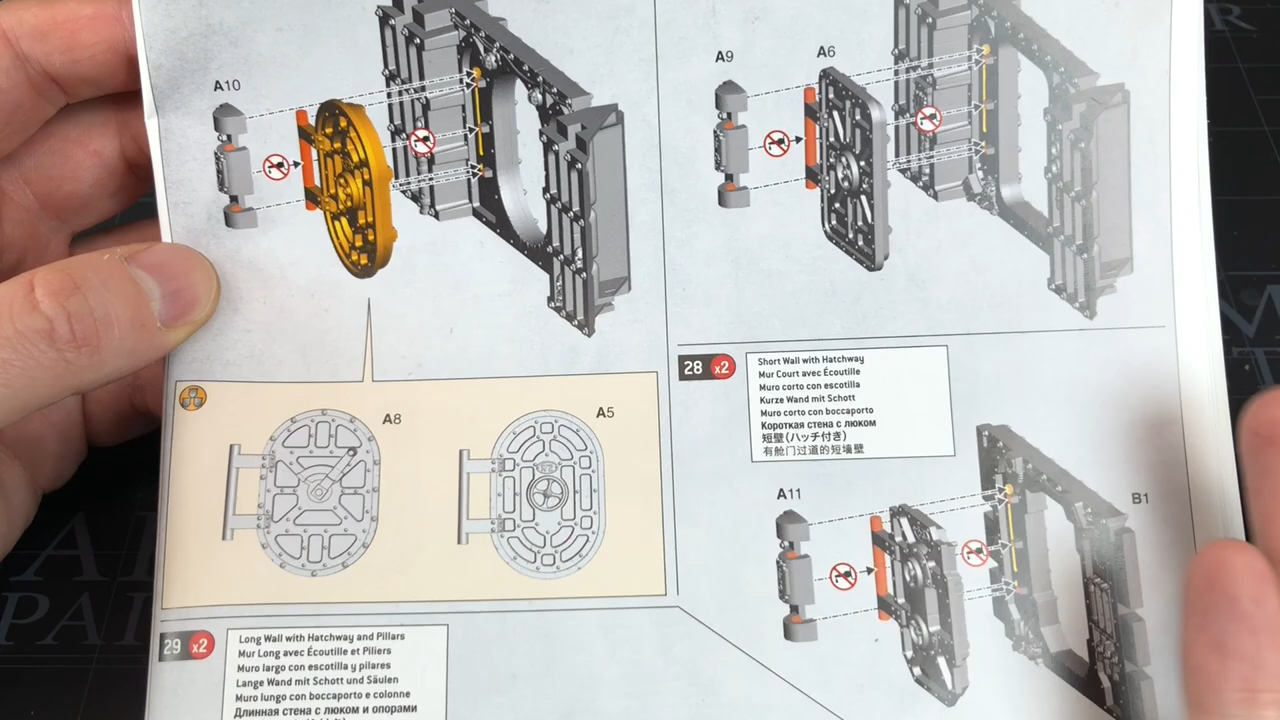 A10
A9
A6
A8
A5
28 x2
Short Wall with Hatchway
Mur Court avec Écoutille
Muro corto con escotilla
Kurze Wand mit Schott
Muro corto con boccaporto
Короткая стена с люком
短壁(ハッチ付き)
有舱门过道的短墙壁
A11
B1
29 x2
Long Wall with Hatchway and Pillars
Mur Long avec Écoutille et Piliers
Muro largo con escotilla y pilares
Lange Wand mit Schott und Säulen
Muro lungo con boccaporto e colonne
Длинная стена с люком и опорами